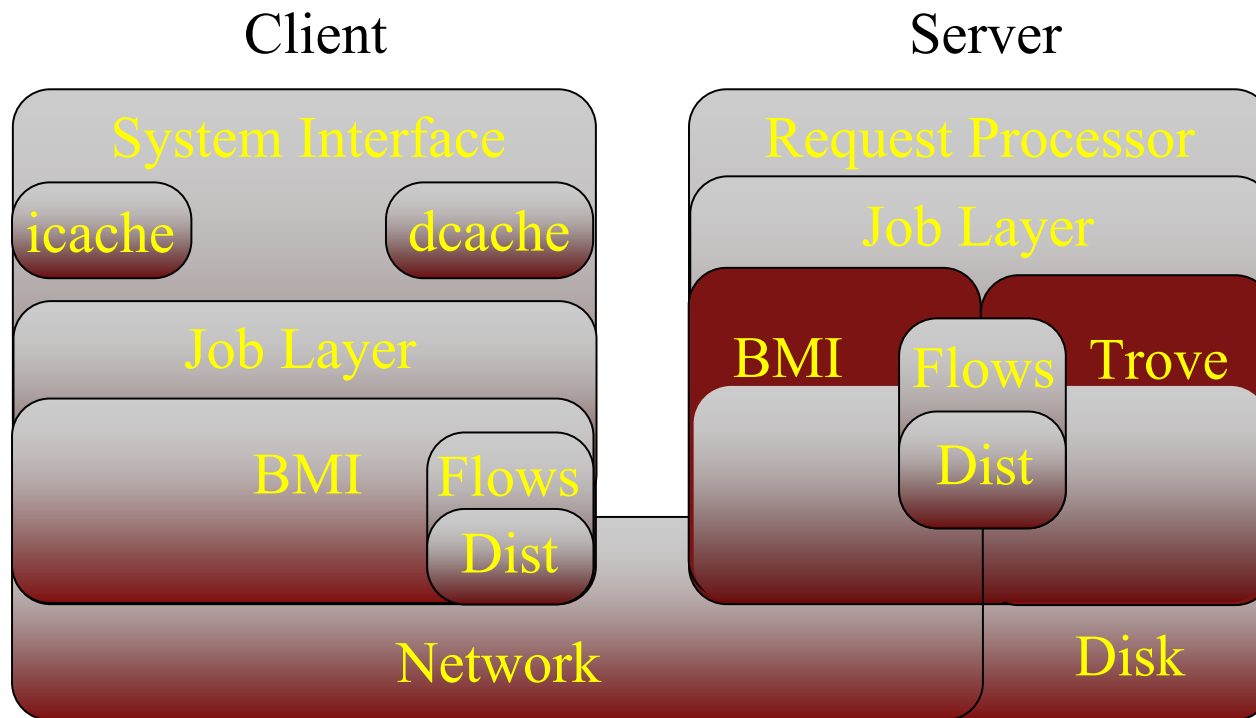 Client
Server
System Interface
Request Processor
icache
dcache
Job Layer
Job Layer
BMI
Flows
Dist
BMI
Flows
Trove
Dist
Network
Disk